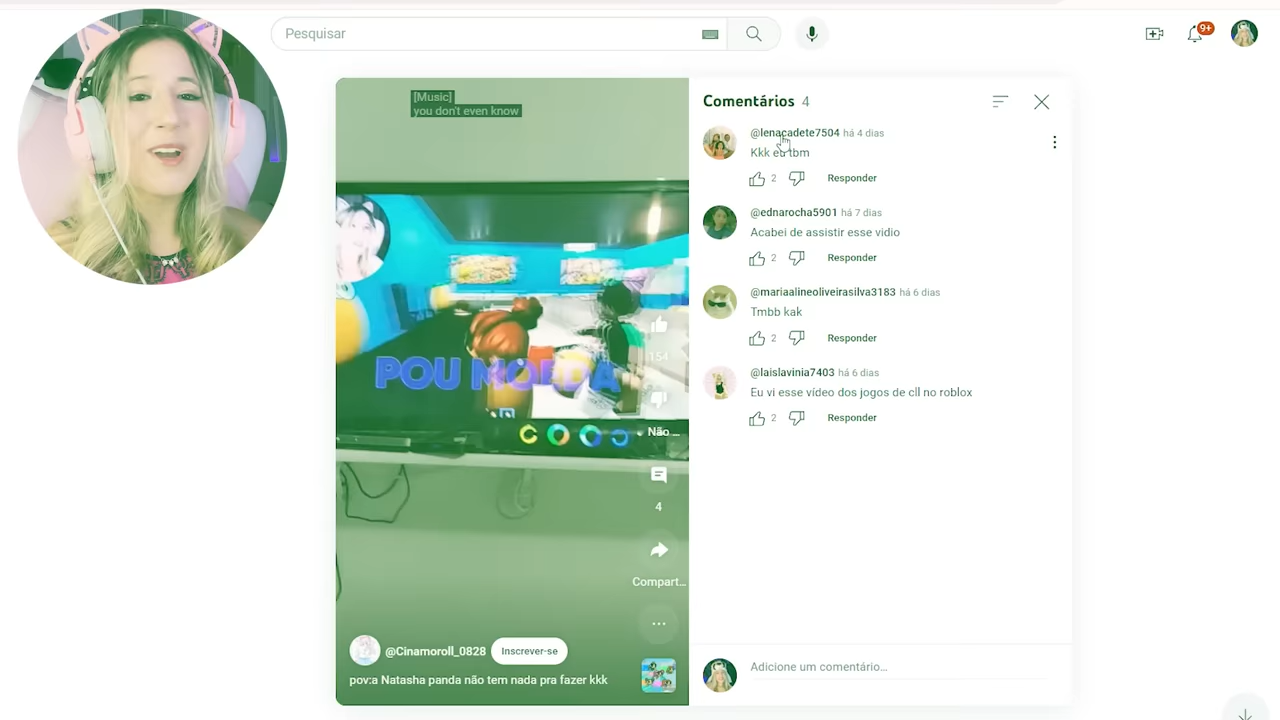 Pesquisar
9+
[Music]
you don't even know
POU MOEDA
154
Não ...
4
Compart...
@Cinamoroll_0828
Inscrever-se
pov:a Natasha panda não tem nada pra fazer kkk
Comentários 4
@lenacadete7504 há 4 dias
Kkk eu tbm
2
Responder
@ednarocha5901 há 7 dias
Acabei de assistir esse vidio
2
Responder
@mariaalineoliveirasilva3183 há 6 dias
Tmbb kak
2
Responder
@laislavinia7403 há 6 dias
Eu vi esse vídeo dos jogos de cll no roblox
2
Responder
Adicione um comentário...